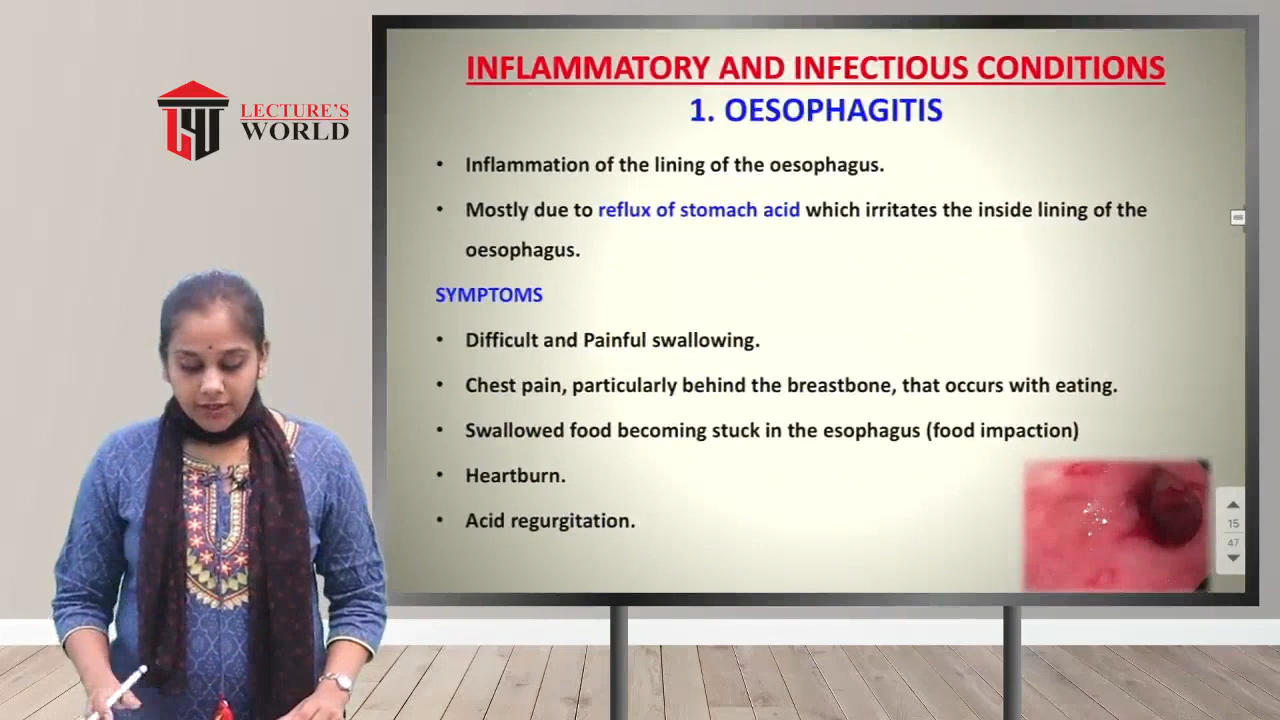 LECTURE'S
WORLD
INFLAMMATORY AND INFECTIOUS CONDITIONS
1. OESOPHAGITIS
• Inflammation of the lining of the oesophagus.
• Mostly due to reflux of stomach acid which irritates the inside lining of the
oesophagus.
SYMPTOMS
• Difficult and Painful swallowing.
• Chest pain, particularly behind the breastbone, that occurs with eating.
• Swallowed food becoming stuck in the esophagus (food impaction)
• Heartburn.
• Acid regurgitation.
15
47